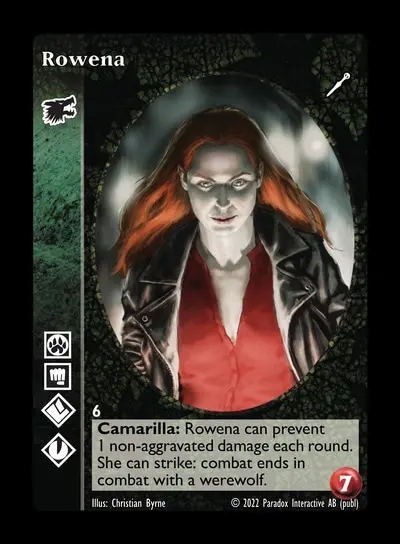 Rowena
6
Camarilla: Rowena can prevent
1 non-aggravated damage each round.
She can strike: combat ends in
combat with a werewolf.
7
Illus: Christian Byrne © 2022 Paradox Interactive AB (publ)